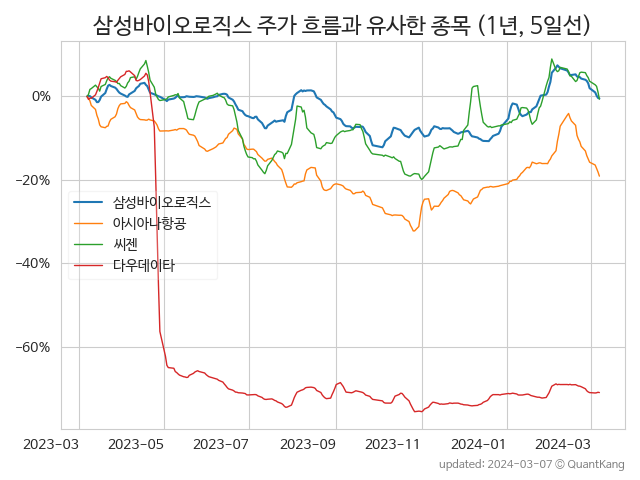 삼성바이오로직스 주가 흐름과 유사한 종목 (1년, 5일선)
0%
−20%
−40%
−60%
삼성바이오로직스
아시아나항공
씨젠
다우데이타
2023-03 2023-05 2023-07 2023-09 2023-11 2024-01 2024-03
updated: 2024-03-07 © QuantKang